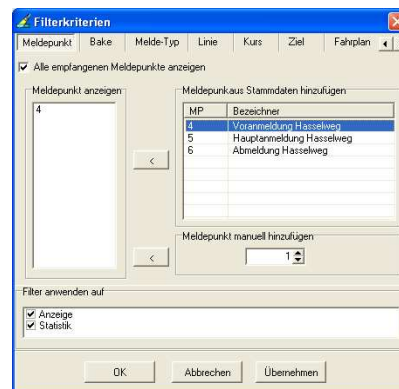 Filterkriterien
Meldepunkt Bake Melde-Typ Linie Kurs Ziel Fahrplan
Alle empfangenen Meldepunkte anzeigen
Meldepunkt anzeigen
4
<
<
Meldepunkaus Stammdaten hinzufügen
MP Bezeichner
4 Voranmeldung Hasselweg
5 Hauptanmeldung Hasselweg
6 Abmeldung Hasselweg
Meldepunkt manuell hinzufügen
1
Filter anwenden auf
Anzeige
Statistik
OK Abbrechen Übernehmen